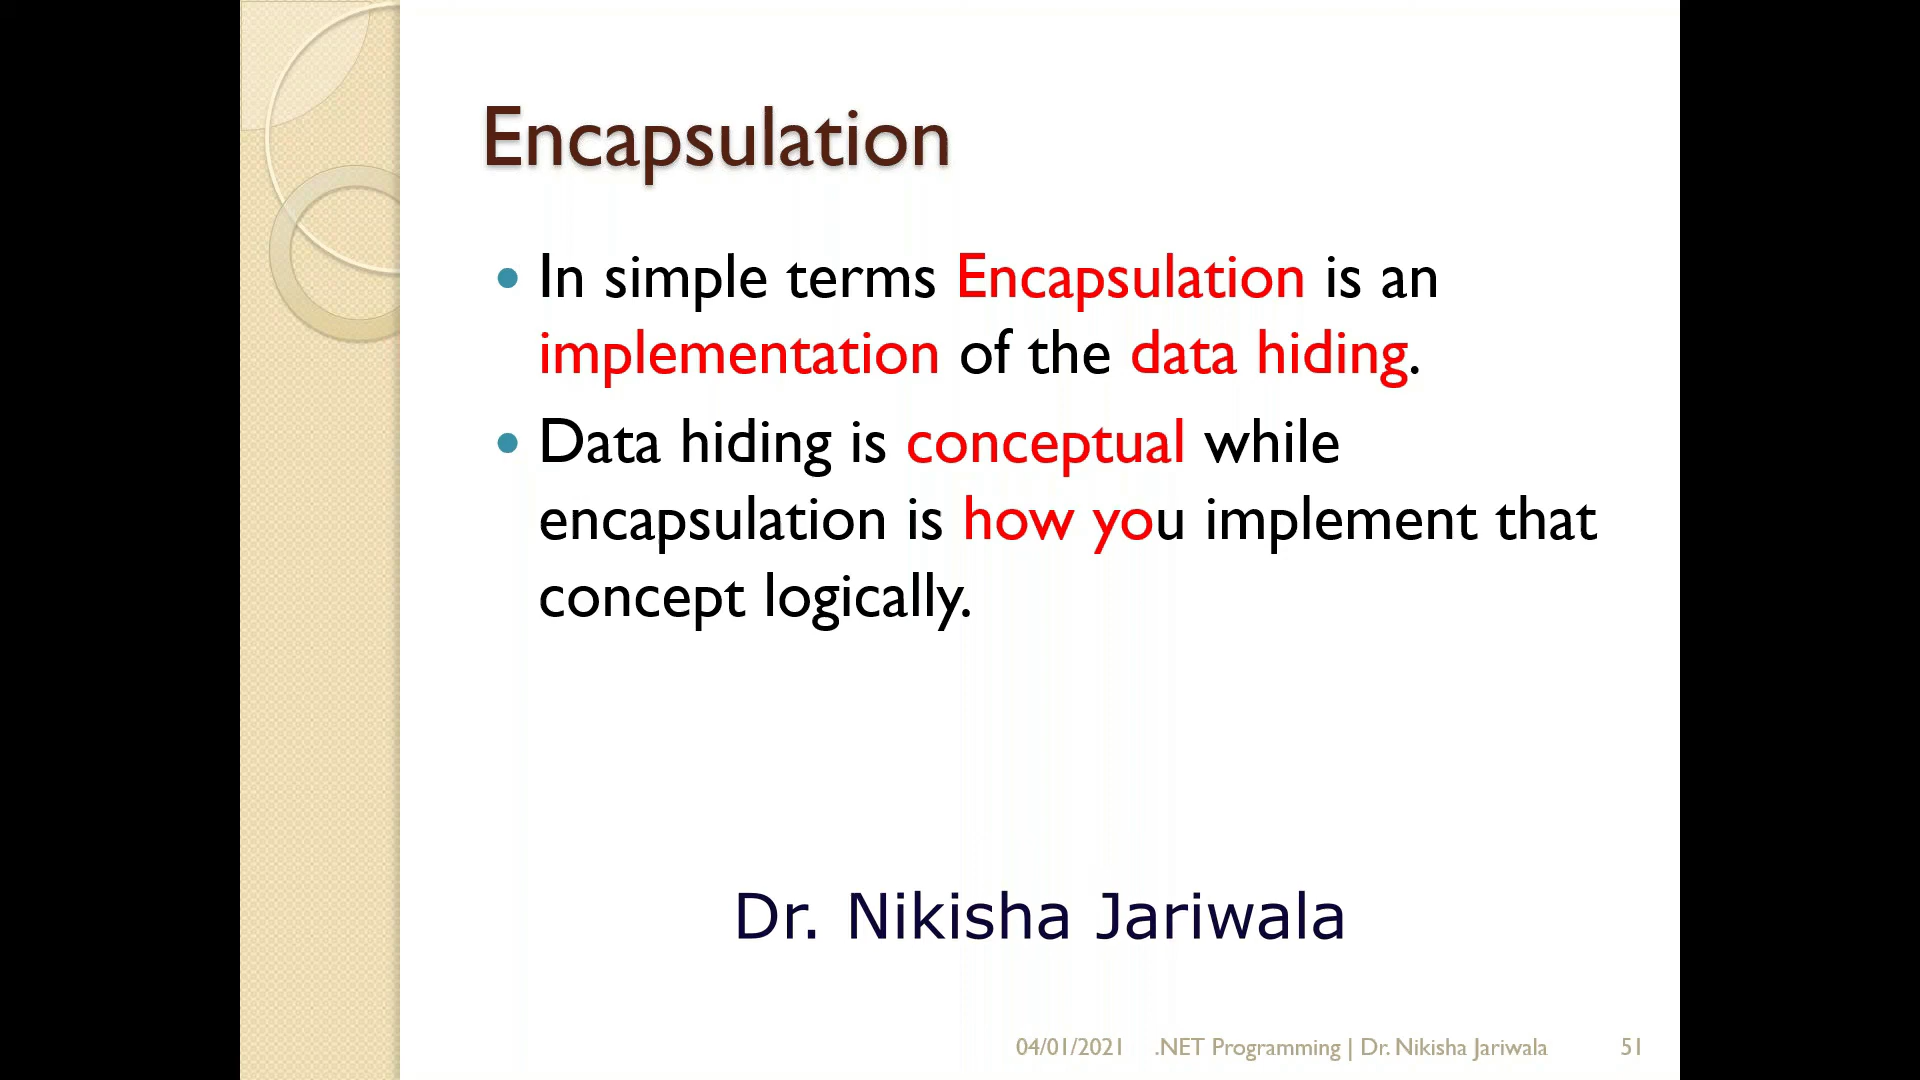 Encapsulation
In simple terms Encapsulation is an
implementation of the data hiding.
Data hiding is conceptual while
encapsulation is how you implement that
concept logically.
Dr. Nikisha Jariwala
04/01/2021 .NET Programming | Dr. Nikisha Jariwala 51